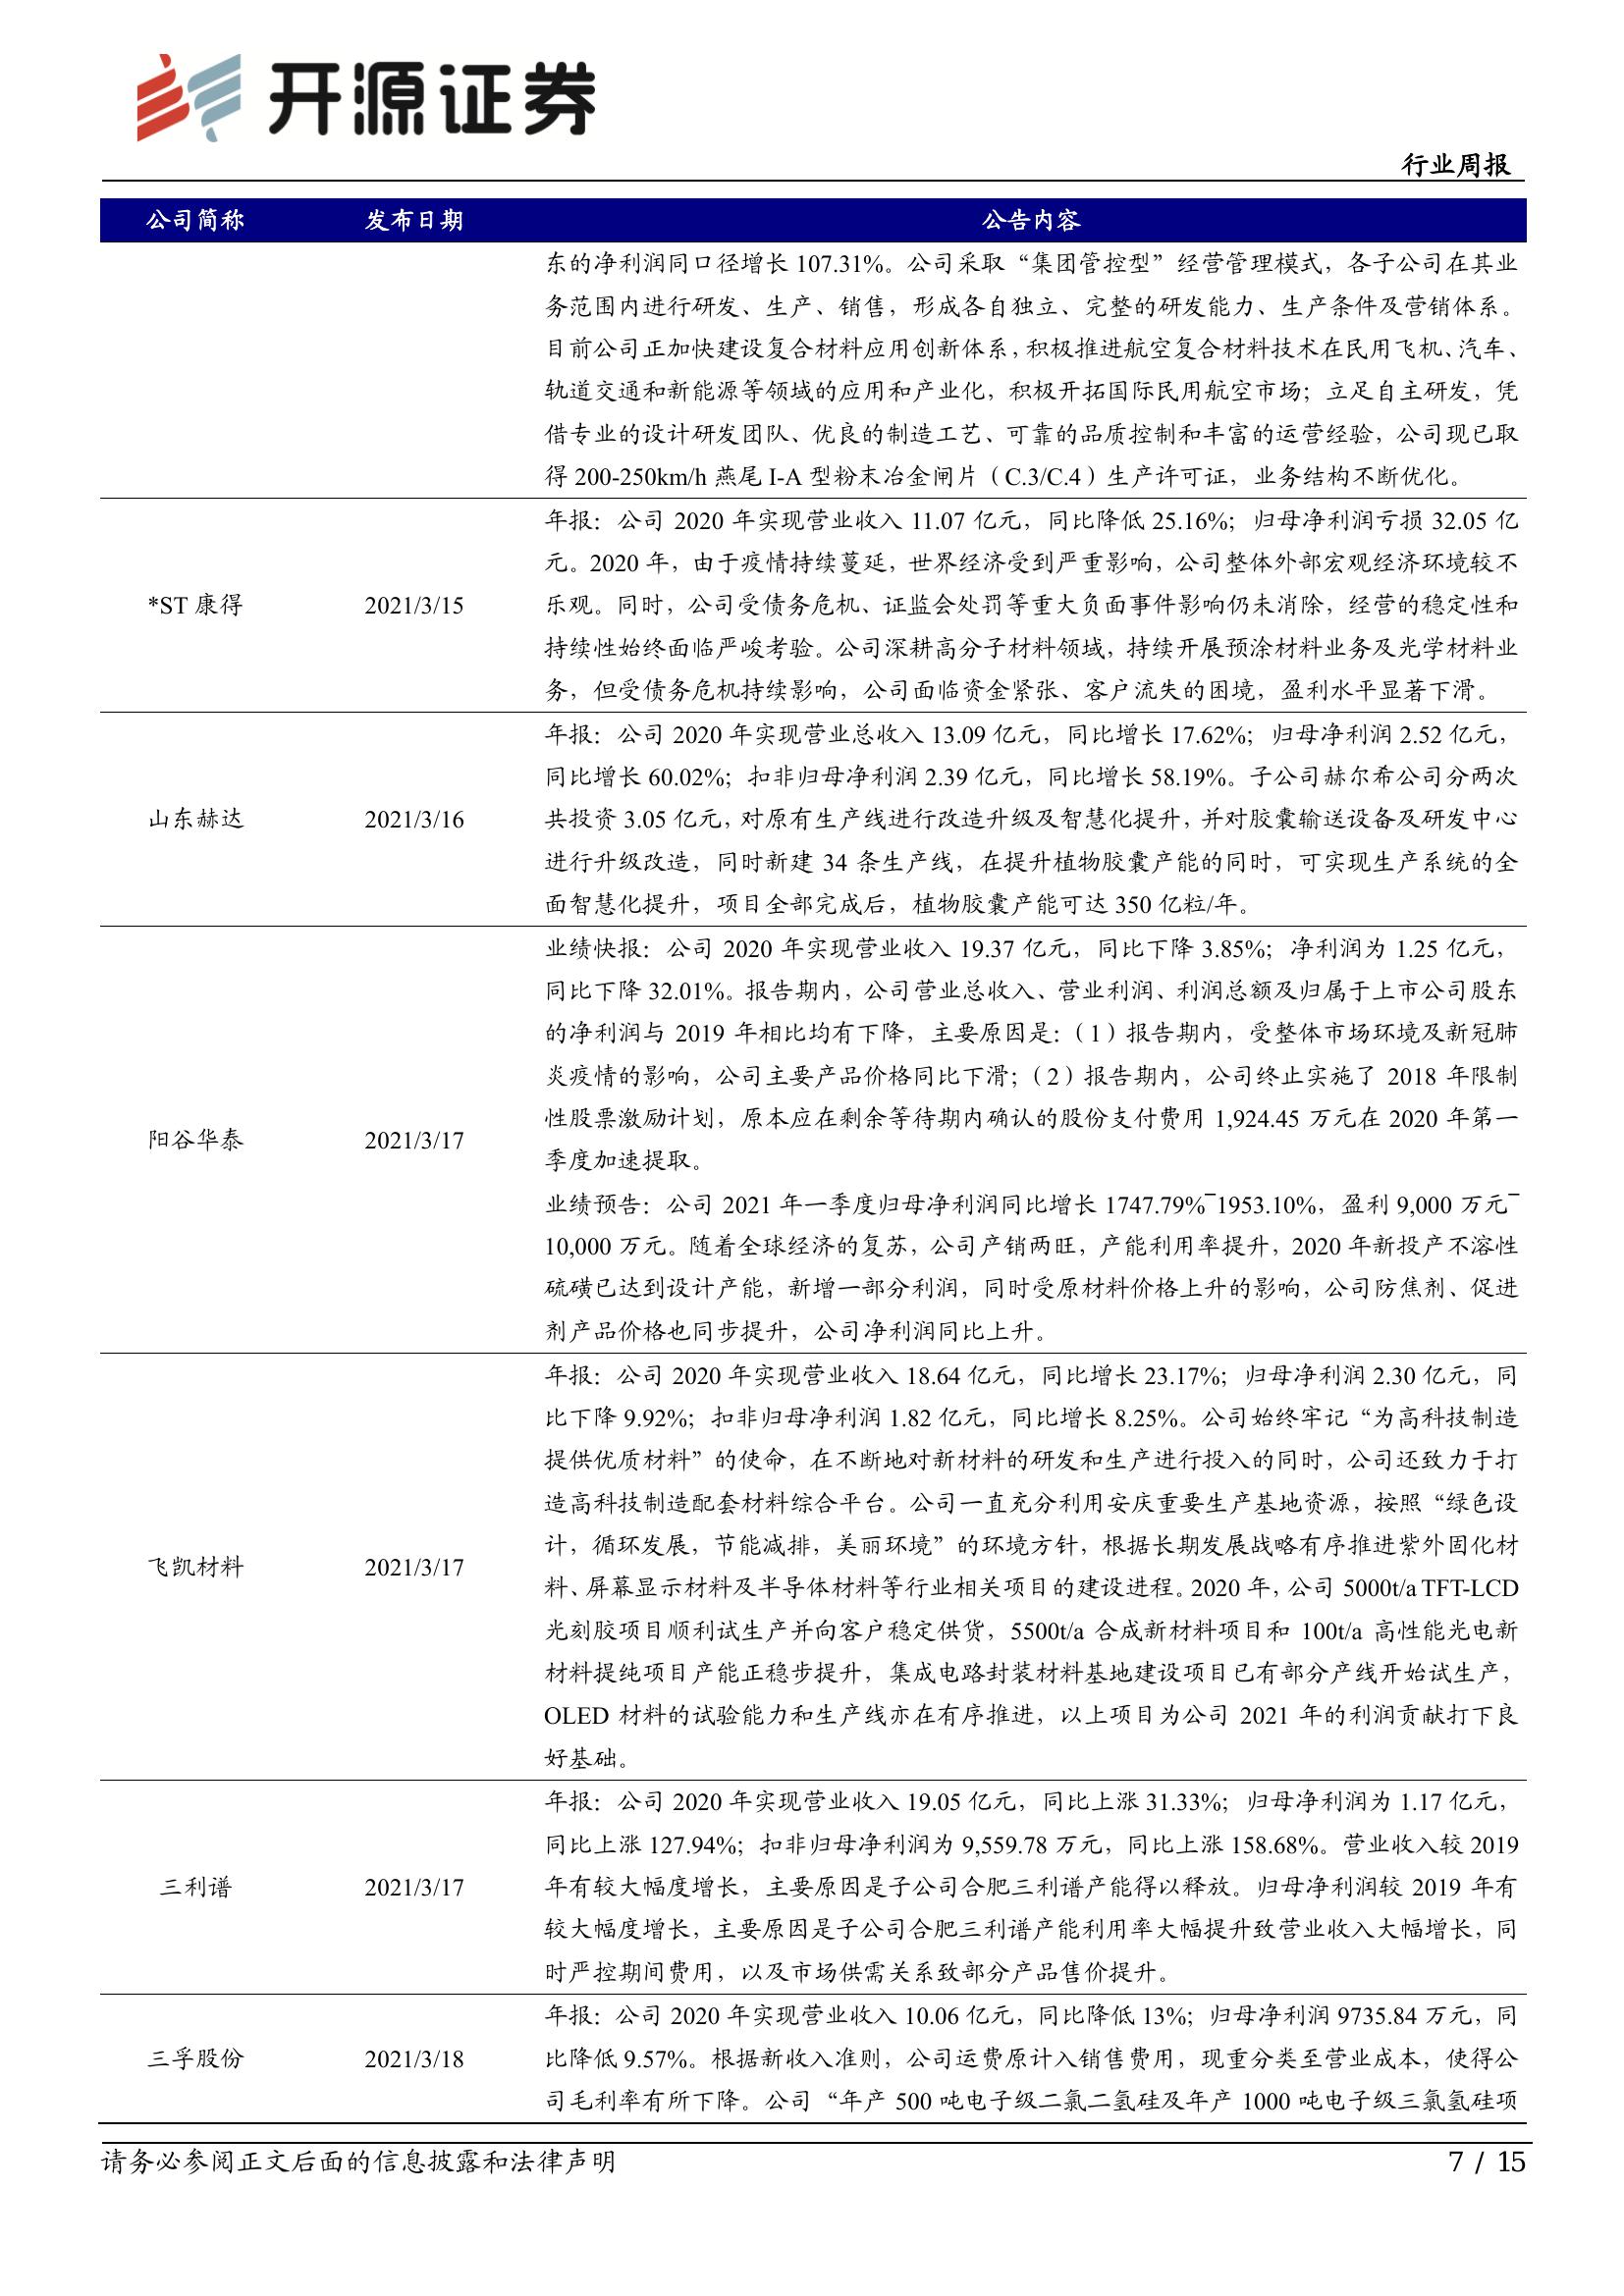 开源证券
行业周报
公司简称 发布日期 公告内容
东的净利润同口径增长 107.31%。公司采取“集团管控型”经营管理模式，各子公司在其业
务范围内进行研发、生产、销售，形成各自独立、完整的研发能力、生产条件及营销体系。
目前公司正加快建设复合材料应用创新体系，积极推进航空复合材料技术在民用飞机、汽车、
轨道交通和新能源等领域的应用和产业化，积极开拓国际民用航空市场；立足自主研发，凭
借专业的设计研发团队、优良的制造工艺、可靠的品质控制和丰富的运营经验，公司现已取
得 200-250km/h 燕尾 I-A 型粉末冶金闸片（C.3/C.4）生产许可证，业务结构不断优化。
*ST 康得 2021/3/15
年报：公司 2020 年实现营业收入 11.07 亿元，同比降低 25.16%；归母净利润亏损 32.05 亿
元。2020 年，由于疫情持续蔓延，世界经济受到严重影响，公司整体外部宏观经济环境较不
乐观。同时，公司受债务危机、证监会处罚等重大负面事件影响仍未消除，经营的稳定性和
持续性始终面临严峻考验。公司深耕高分子材料领域，持续开展预涂材料业务及光学材料业
务，但受债务危机持续影响，公司面临资金紧张、客户流失的困境，盈利水平显著下滑。
山东赫达 2021/3/16
年报：公司 2020 年实现营业总收入 13.09 亿元，同比增长 17.62%；归母净利润 2.52 亿元，
同比增长 60.02%；扣非归母净利润 2.39 亿元，同比增长 58.19%。子公司赫尔希公司分两次
共投资 3.05 亿元，对原有生产线进行改造升级及智慧化提升，并对胶囊输送设备及研发中心
进行升级改造，同时新建 34 条生产线，在提升植物胶囊产能的同时，可实现生产系统的全
面智慧化提升，项目全部完成后，植物胶囊产能可达 350 亿粒/年。
阳谷华泰 2021/3/17
业绩快报：公司 2020 年实现营业收入 19.37 亿元，同比下降 3.85%；净利润为 1.25 亿元，
同比下降 32.01%。报告期内，公司营业总收入、营业利润、利润总额及归属于上市公司股东
的净利润与 2019 年相比均有下降，主要原因是：（1）报告期内，受整体市场环境及新冠肺
炎疫情的影响，公司主要产品价格同比下滑；（2）报告期内，公司终止实施了 2018 年限制
性股票激励计划，原本应在剩余等待期内确认的股份支付费用 1,924.45 万元在 2020 年第一
季度加速提取。
业绩预告：公司 2021 年一季度归母净利润同比增长 1747.79%‾1953.10%，盈利 9,000 万元‾
10,000 万元。随着全球经济的复苏，公司产销两旺，产能利用率提升，2020 年新投产不溶性
硫磺已达到设计产能，新增一部分利润，同时受原材料价格上升的影响，公司防焦剂、促进
剂产品价格也同步提升，公司净利润同比上升。
飞凯材料 2021/3/17
年报：公司 2020 年实现营业收入 18.64 亿元，同比增长 23.17%；归母净利润 2.30 亿元，同
比下降 9.92%；扣非归母净利润 1.82 亿元，同比增长 8.25%。公司始终牢记“为高科技制造
提供优质材料”的使命，在不断地对新材料的研发和生产进行投入的同时，公司还致力于打
造高科技制造配套材料综合平台。公司一直充分利用安庆重要生产基地资源，按照“绿色设
计，循环发展，节能减排，美丽环境”的环境方针，根据长期发展战略有序推进紫外固化材
料、屏幕显示材料及半导体材料等行业相关项目的建设进程。2020 年，公司 5000t/a TFT-LCD
光刻胶项目顺利试生产并向客户稳定供货，5500t/a 合成新材料项目和 100t/a 高性能光电新
材料提纯项目产能正稳步提升，集成电路封装材料基地建设项目已有部分产线开始试生产，
OLED 材料的试验能力和生产线亦在有序推进，以上项目为公司 2021 年的利润贡献打下良
好基础。
三利谱 2021/3/17
年报：公司 2020 年实现营业收入 19.05 亿元，同比上涨 31.33%；归母净利润为 1.17 亿元，
同比上涨 127.94%；扣非归母净利润为 9,559.78 万元，同比上涨 158.68%。营业收入较 2019
年有较大幅度增长，主要原因是子公司合肥三利谱产能得以释放。归母净利润较 2019 年有
较大幅度增长，主要原因是子公司合肥三利谱产能利用率大幅提升致营业收入大幅增长，同
时严控期间费用，以及市场供需关系致部分产品售价提升。
三孚股份 2021/3/18
年报：公司 2020 年实现营业收入 10.06 亿元，同比降低 13%；归母净利润 9735.84 万元，同
比降低 9.57%。根据新收入准则，公司运费原计入销售费用，现重分类至营业成本，使得公
司毛利率有所下降。公司“年产 500 吨电子级二氯二氢硅及年产 1000 吨电子级三氯氢硅项
请务必参阅正文后面的信息披露和法律声明 7 / 15